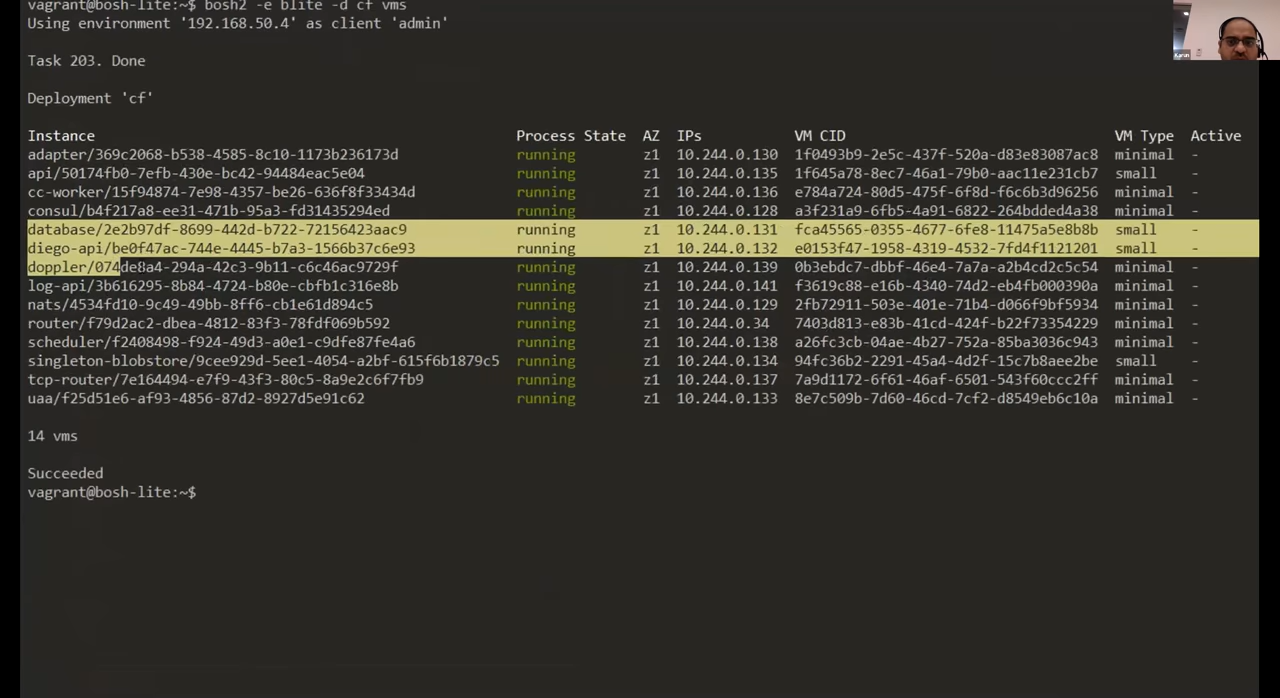 vagrant@bosh-lite:~$ bosh2 -e blite -d cf vms
Using environment '192.168.50.4' as client 'admin'
Task 203. Done
Deployment 'cf'
Instance Process State AZ IPs VM CID VM Type Active
adapter/369c2068-b538-4585-8c10-1173b236173d running z1 10.244.0.130 1f0493b9-2e5c-437f-520a-d83e83087ac8 minimal -
api/50174fb0-7efb-430e-bc42-94484eac5e04 running z1 10.244.0.135 1f645a78-8ec7-46a1-79b0-aac11e231cb7 small -
cc-worker/15f94874-7e98-4357-be26-636f8f33434d running z1 10.244.0.136 e784a724-80d5-475f-6f8d-f6c6b3d96256 minimal -
consul/b4f217a8-ee31-471b-95a3-fd31435294ed running z1 10.244.0.128 a3f231a9-6fb5-4a91-6822-264bdded4a38 minimal -
database/2e2b97df-8699-442d-b722-72156423aac9 running z1 10.244.0.131 fca45565-0355-4677-6fe8-11475a5e8b8b small -
diego-api/be0f47ac-744e-4445-b7a3-1566b37c6e93 running z1 10.244.0.132 e0153f47-1958-4319-4532-7fd4f1121201 small -
doppler/074de8a4-294a-42c3-9b11-c6c46ac9729f running z1 10.244.0.139 0b3ebdc7-dbbf-46e4-7a7a-a2b4cd2c5c54 minimal -
log-api/3b616295-8b84-4724-b80e-cbfb1c316e8b running z1 10.244.0.141 f3619c88-e16b-4340-74d2-eb4fb000390a minimal -
nats/4534fd10-9c49-49bb-8ff6-cb1e61d894c5 running z1 10.244.0.129 2fb72911-503e-401e-71b4-d066f9bf5934 minimal -
router/f79d2ac2-dbea-4812-83f3-78fdf069b592 running z1 10.244.0.34 7403d813-e83b-41cd-424f-b22f73354229 minimal -
scheduler/f2408498-f924-49d3-a0e1-c9dfe87fe4a6 running z1 10.244.0.138 a26fc3cb-04ae-4b27-752a-85ba3036c943 minimal -
singleton-blobstore/9cee929d-5ee1-4054-a2bf-615f6b1879c5 running z1 10.244.0.134 94fc36b2-2291-45a4-4d2f-15c7b8aee2be small -
tcp-router/7e164494-e7f9-43f3-80c5-8a9e2c6f7fb9 running z1 10.244.0.137 7a9d1172-6f61-46af-6501-543f60ccc2ff minimal -
uaa/f25d51e6-af93-4856-87d2-8927d5e91c62 running z1 10.244.0.133 8e7c509b-7d60-46cd-7cf2-d8549eb6c10a minimal -
14 vms
Succeeded
vagrant@bosh-lite:~$